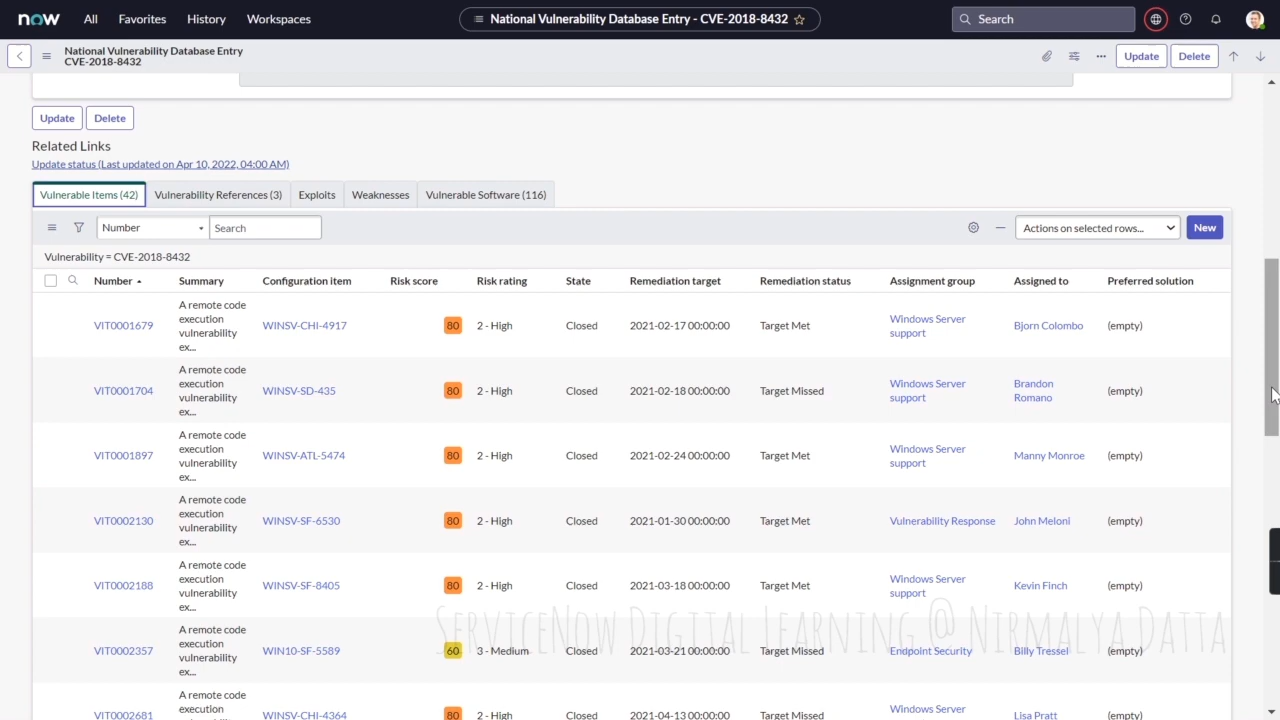 now All Favorites History Workspaces National Vulnerability Database Entry - CVE-2018-8432 Search
National Vulnerability Database Entry
CVE-2018-8432
Update Delete
Update Delete
Related Links
Update status (Last updated on Apr 10, 2022, 04:00 AM)
Vulnerable Items (42) Vulnerability References (3) Exploits Weaknesses Vulnerable Software (116)
Number Search Actions on selected rows... New
Vulnerability = CVE-2018-8432
Number Summary Configuration item Risk score Risk rating State Remediation target Remediation status Assignment group Assigned to Preferred solution
VIT0001679
A remote code
execution
vulnerability
ex...
WINSV-CHI-4917 80 2 - High Closed 2021-02-17 00:00:00 Target Met
Windows Server
support
Bjorn Colombo (empty)
VIT0001704
A remote code
execution
vulnerability
ex...
WINSV-SD-435 80 2 - High Closed 2021-02-18 00:00:00 Target Missed
Windows Server
support
Brandon
Romano
(empty)
VIT0001897
A remote code
execution
vulnerability
ex...
WINSV-ATL-5474 80 2 - High Closed 2021-02-24 00:00:00 Target Met
Windows Server
support
Manny Monroe (empty)
VIT0002130
A remote code
execution
vulnerability
ex...
WINSV-SF-6530 80 2 - High Closed 2021-01-30 00:00:00 Target Met Vulnerability Response John Meloni (empty)
VIT0002188
A remote code
execution
vulnerability
ex...
WINSV-SF-8405 80 2 - High Closed 2021-03-18 00:00:00 Target Met
Windows Server
support
Kevin Finch (empty)
ServiceNow Digital Learning @ Nirmalya Datta
VIT0002357
A remote code
execution
vulnerability
ex...
WIN10-SF-5589 60 3 - Medium Closed 2021-03-21 00:00:00 Target Missed Endpoint Security Billy Tressel (empty)
VIT0002681
A remote code
execution
vulnerability
WINSV-CHI-4364 80 2 - High Closed 2021-04-13 00:00:00 Target Missed
Windows Server
Lisa Pratt (empty)